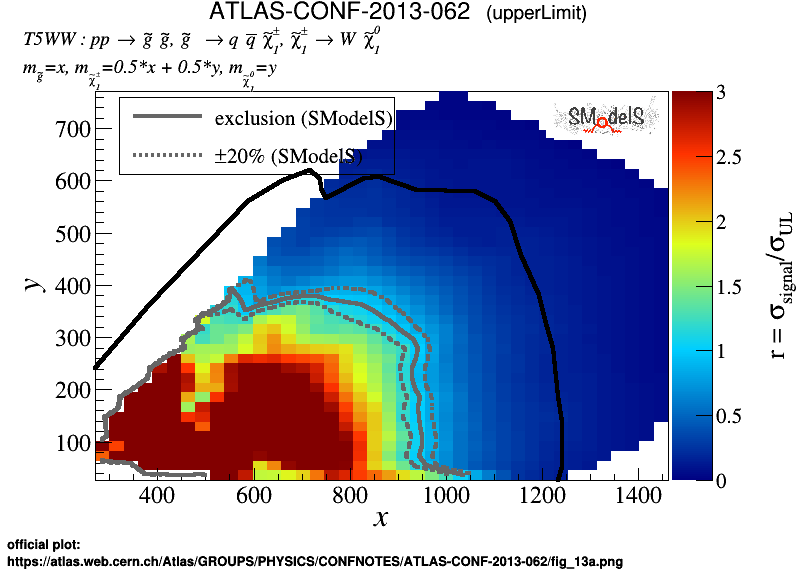 ATLAS-CONF-2013-062 (upperLimit)
T5WW : pp → g̃ g̃, g̃ → q q̅ χ̃₁±, χ̃₁± → W χ̃₁⁰
m_g̃=x, m_χ̃₁±=0.5*x + 0.5*y, m_χ̃₁⁰=y
exclusion (SModelS)
±20% (SModelS)
SModelS
700
600
500
400
300
200
100
y
400 600 800 1000 1200 1400
x
3
2.5
2
1.5
1
0.5
0
r = σ_signal/σ_UL
official plot:
https://atlas.web.cern.ch/Atlas/GROUPS/PHYSICS/CONFNOTES/ATLAS-CONF-2013-062/fig_13a.png